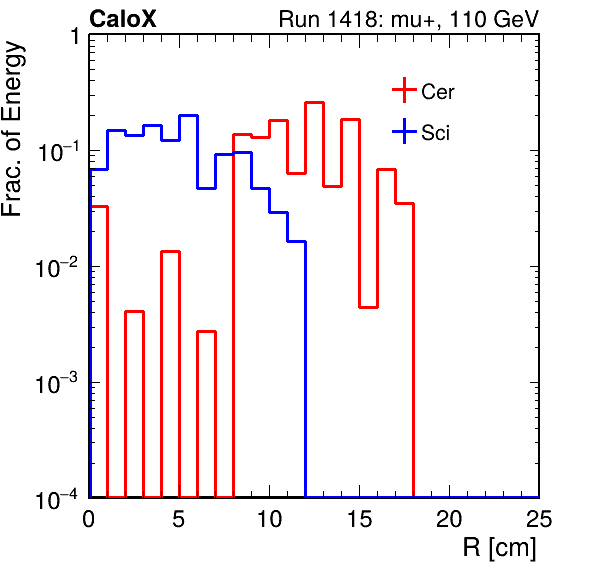 CaloX Run 1418: mu+, 110 GeV
Frac. of Energy
1
10⁻¹
10⁻²
10⁻³
10⁻⁴
Cer
Sci
0 5 10 15 20 25
R [cm]